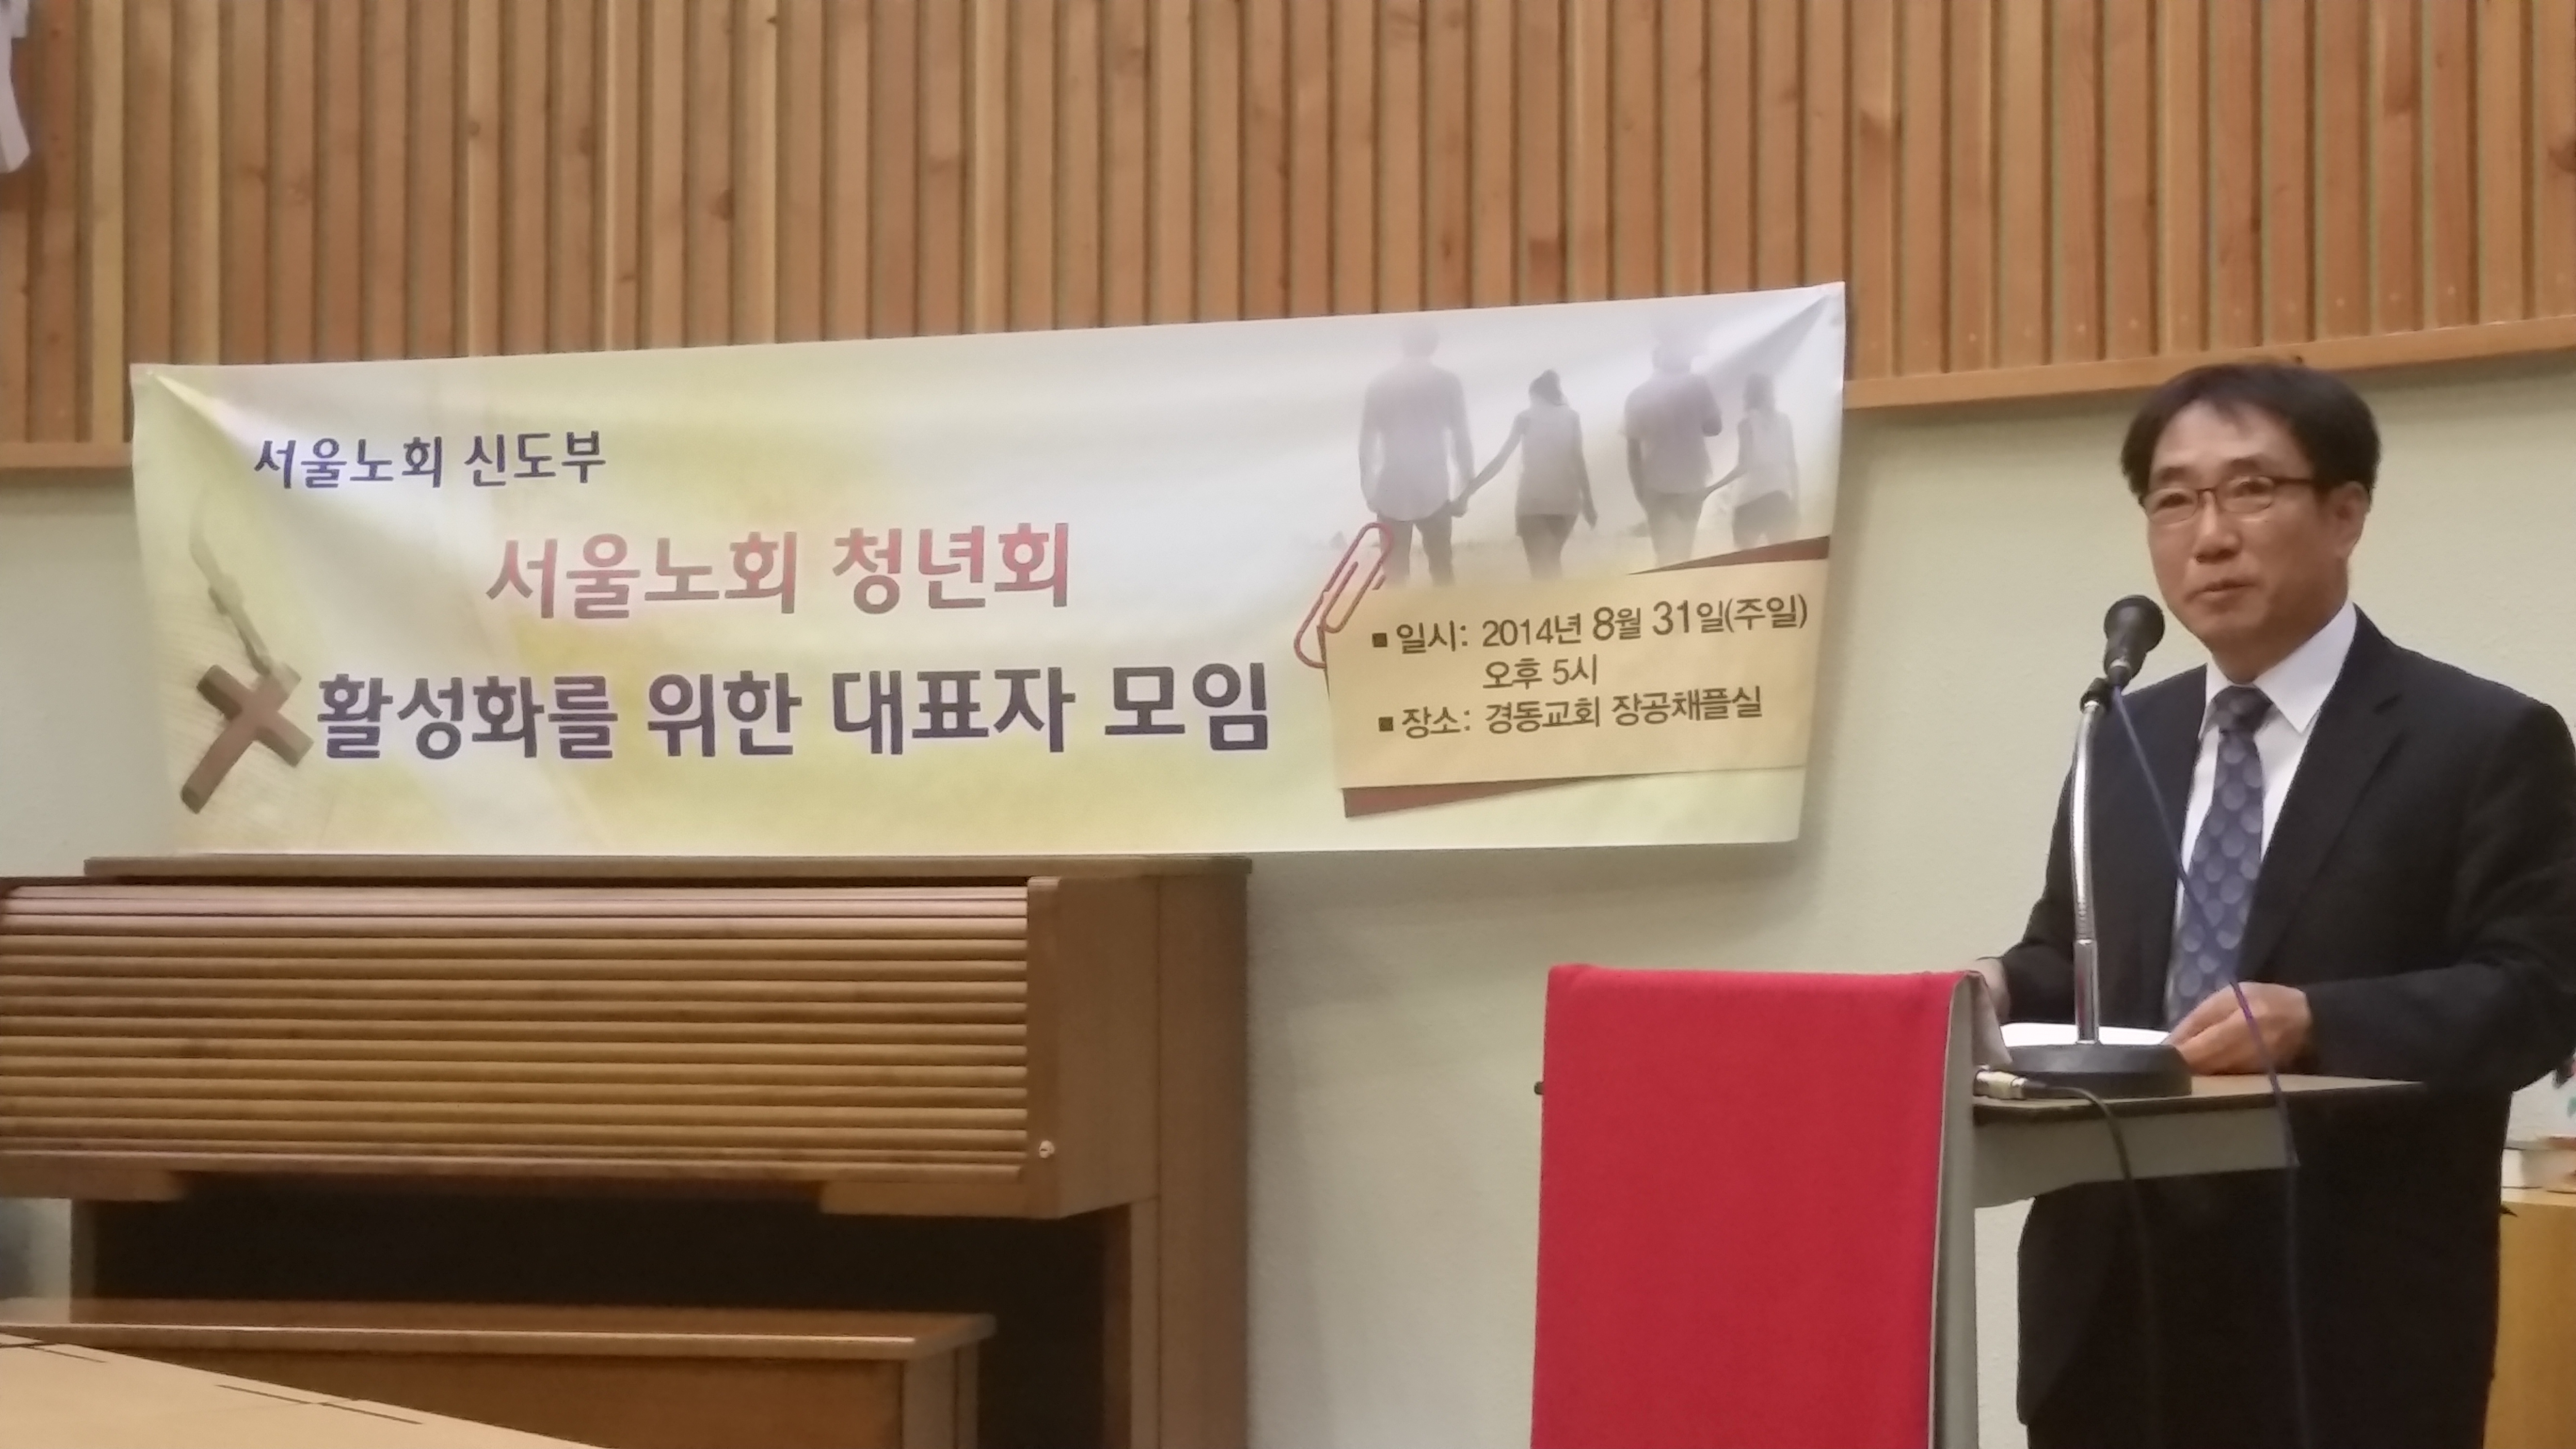 서울노회 신도부
서울노회 청년회
활성화를 위한 대표자 모임
▪ 일시: 2014년 8월 31일(주일)
오후 5시
▪ 장소: 경동교회 장공채플실